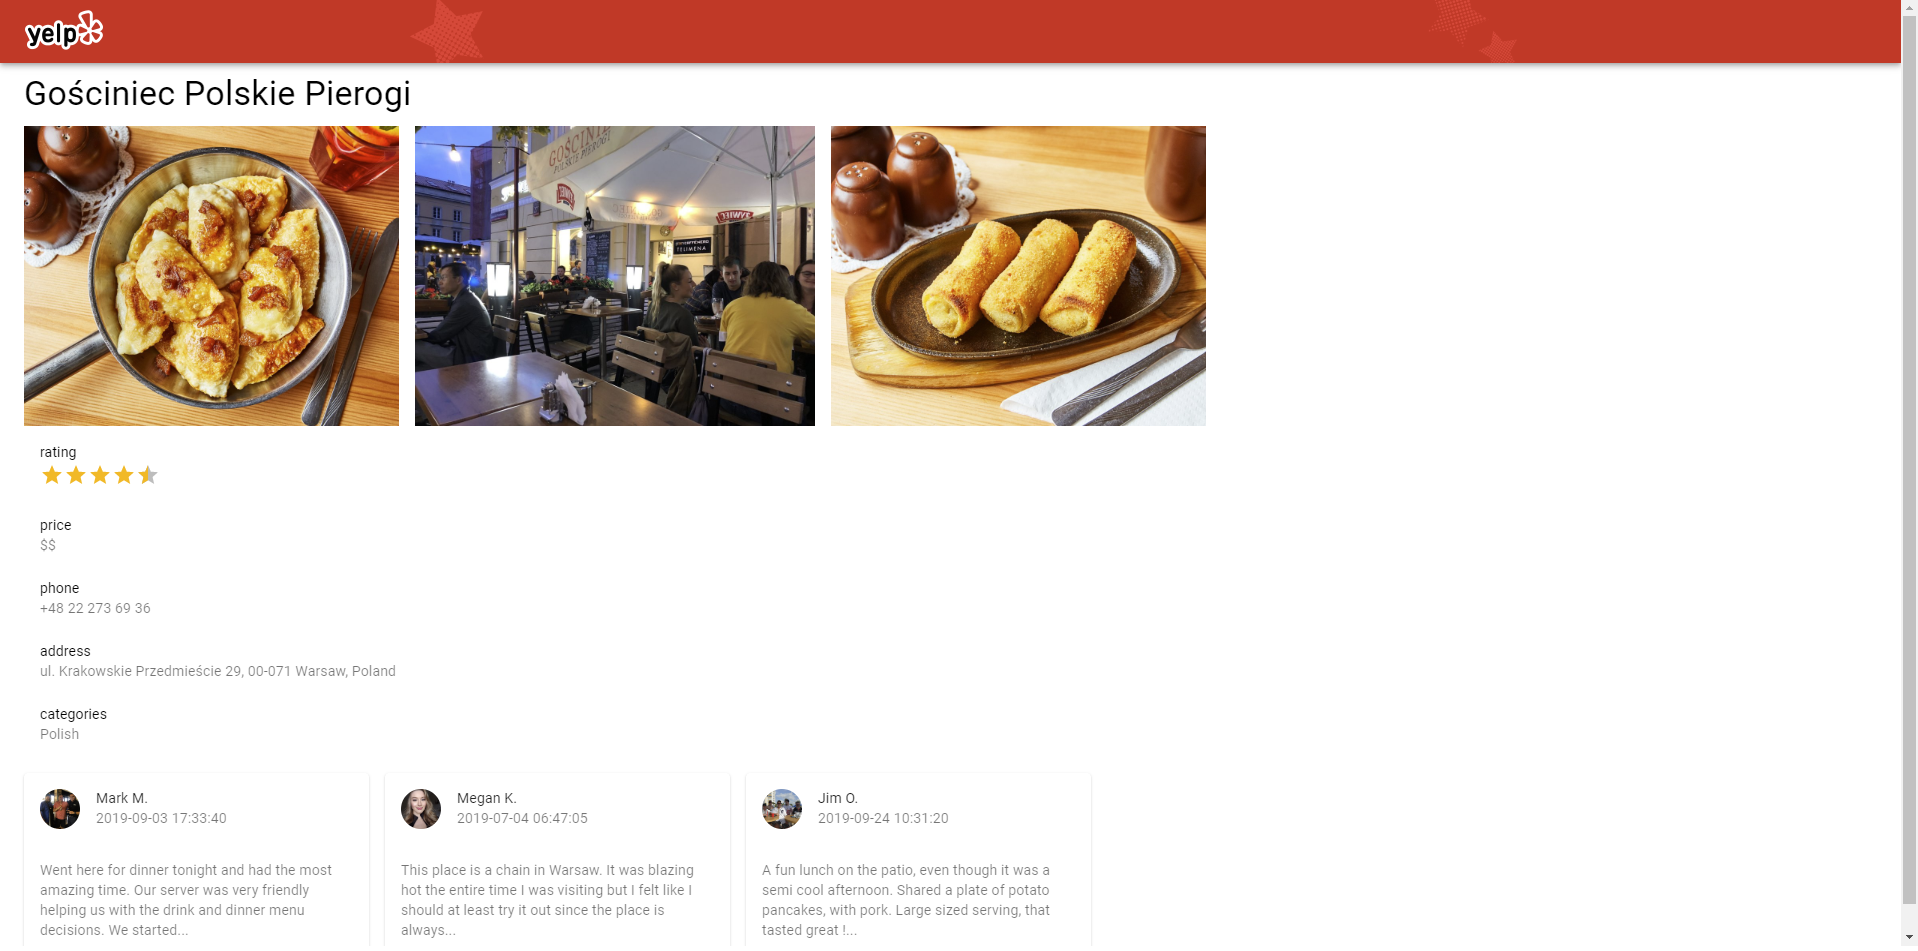 yelp
Gościniec Polskie Pierogi
GOŚCINIEC
POLSKIE PIEROGI
ŻYWIEC
TELIMENA
rating
price
$$
phone
+48 22 273 69 36
address
ul. Krakowskie Przedmieście 29, 00-071 Warsaw, Poland
categories
Polish
Mark M.
2019-09-03 17:33:40
Went here for dinner tonight and had the most
amazing time. Our server was very friendly
helping us with the drink and dinner menu
decisions. We started...
Megan K.
2019-07-04 06:47:05
This place is a chain in Warsaw. It was blazing
hot the entire time I was visiting but I felt like I
should at least try it out since the place is
always...
Jim O.
2019-09-24 10:31:20
A fun lunch on the patio, even though it was a
semi cool afternoon. Shared a plate of potato
pancakes, with pork. Large sized serving, that
tasted great !...